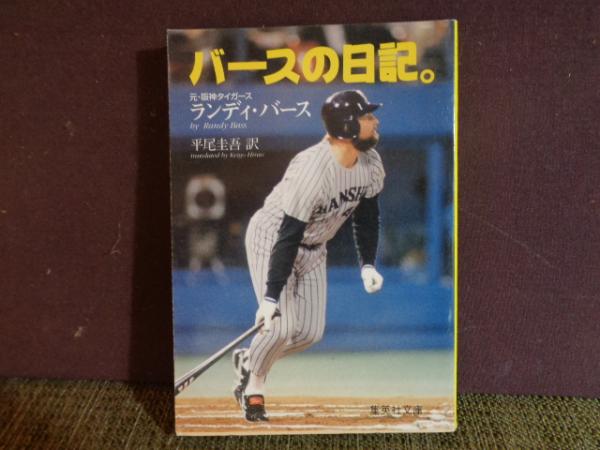 バースの日記。
元・阪神タイガース
ランディ・バース
by Randy Bass
平尾圭吾 訳
translated by Keigo Hirao
HANSHI
集英社文庫